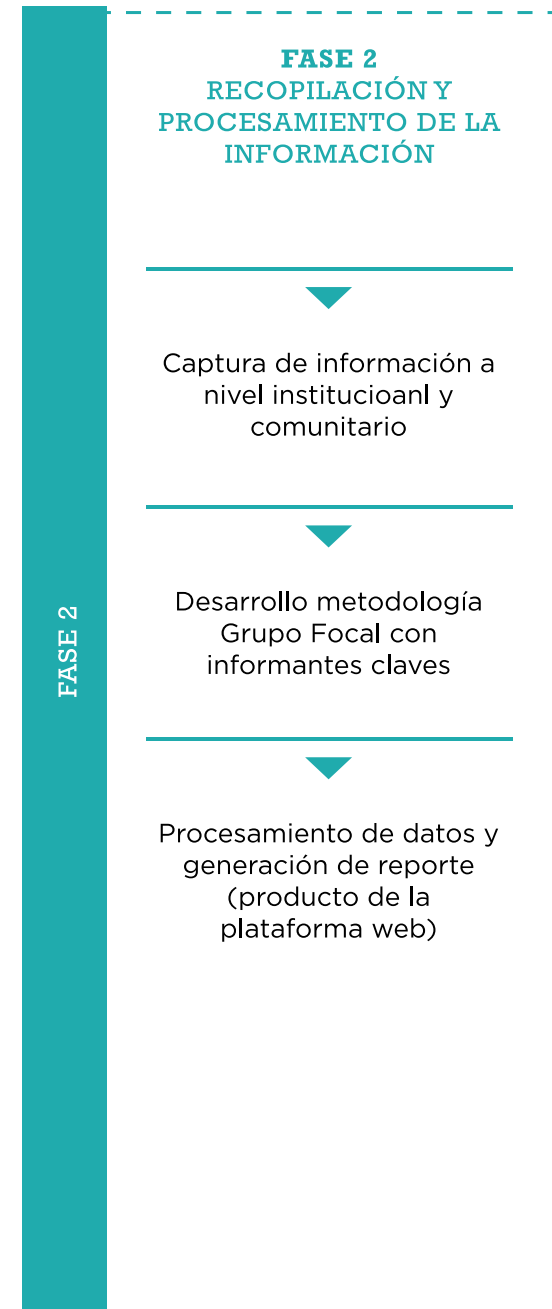 FASE 2
RECOPILACIÓN Y
PROCESAMIENTO DE LA
INFORMACIÓN
Captura de información a
nivel institucioanl y
comunitario
Desarrollo metodología
Grupo Focal con
informantes claves
Procesamiento de datos y
generación de reporte
(producto de la
plataforma web)
FASE 2